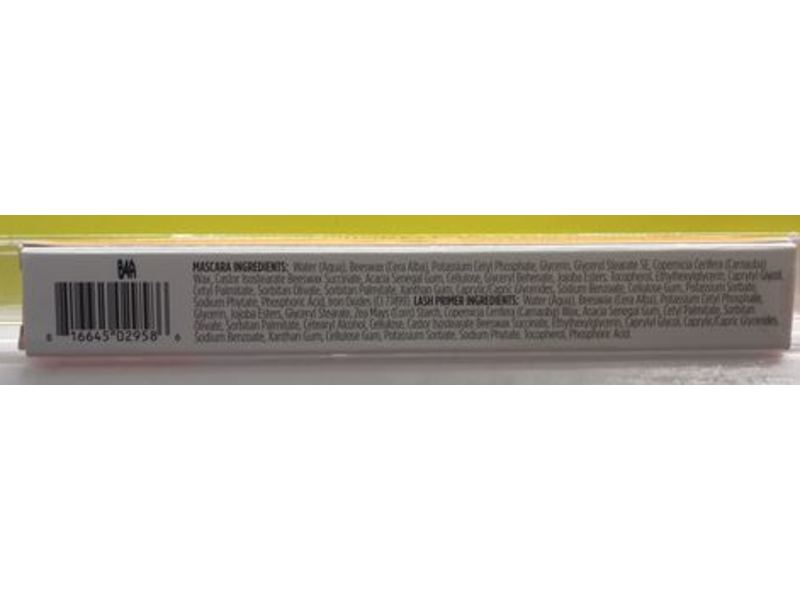 84A
8 16645 02958 6
MASCARA INGREDIENTS: Water (Aqua), Beeswax (Cera Alba), Potassium Cetyl Phosphate, Glycerin, Glyceryl Stearate SE, Copernicia Cerifera (Carnauba)
Wax, Castor Isostearate Beeswax Succinate, Acacia Senegal Gum, Cellulose, Glyceryl Behenate, Jojoba Esters, Tocopherol, Ethylhexylglycerin, Caprylyl Glycol,
Cetyl Palmitate, Sorbitan Olivate, Sorbitan Palmitate, Xanthan Gum, Caprylic/Capric Glycerides, Sodium Benzoate, Cellulose Gum, Potassium Sorbate,
Sodium Phytate, Phosphoric Acid, Iron Oxides (CI 77499). LASH PRIMER INGREDIENTS: Water (Aqua), Beeswax (Cera Alba), Potassium Cetyl Phosphate,
Glycerin, Jojoba Esters, Glyceryl Stearate, Zea Mays (Corn) Starch, Copernicia Cerifera (Carnauba) Wax, Acacia Senegal Gum, Cetyl Palmitate, Sorbitan
Olivate, Sorbitan Palmitate, Cetearyl Alcohol, Cellulose, Castor Isostearate Beeswax Succinate, Ethylhexylglycerin, Caprylyl Glycol, Caprylic/Capric Glycerides,
Sodium Benzoate, Xanthan Gum, Cellulose Gum, Potassium Sorbate, Sodium Phytate, Tocopherol, Phosphoric Acid.